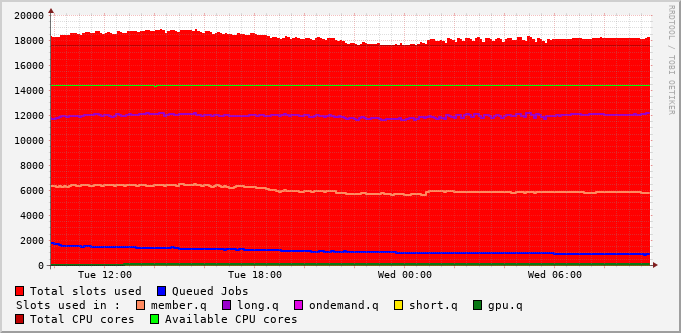 20000
18000
16000
14000
12000
10000
8000
6000
4000
2000
0
Tue 12:00 Tue 18:00 Wed 00:00 Wed 06:00
Total slots used Queued Jobs
Slots used in : member.q long.q ondemand.q short.q gpu.q
Total CPU cores Available CPU cores
RRDTOOL / TOBI OETIKER